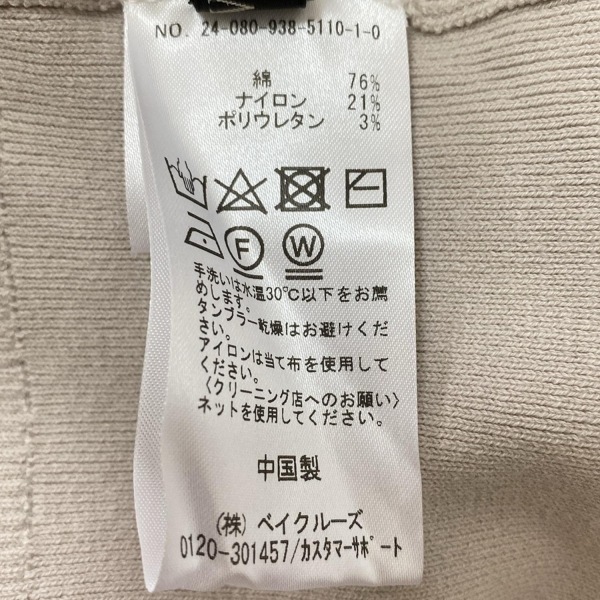 NO. 24-080-938-5110-1-0
綿 76%
ナイロン 21%
ポリウレタン 3%
F
W
手洗いは水温30℃以下をお薦
めします。
タンブラー乾燥はお避けくだ
さい。
アイロンは当て布を使用して
ください。
〈クリーニング店へのお願い〉
ネットを使用してください。
中国製
(株) ベイクルーズ
0120-301457/カスタマーサポート